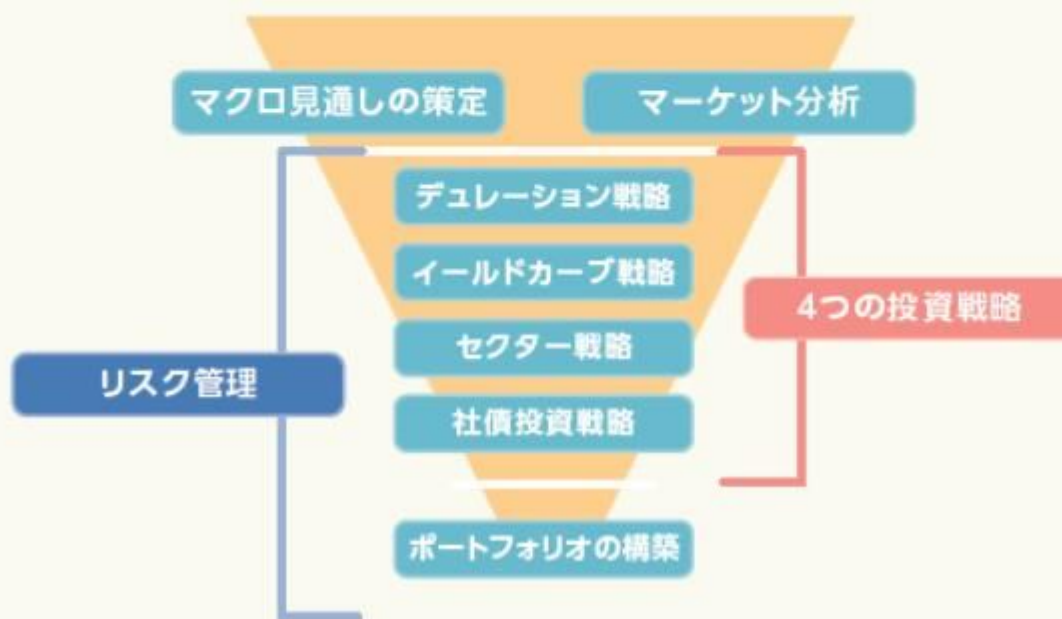 マクロ見通しの策定
マーケット分析
デュレーション戦略
イールドカーブ戦略
4つの投資戦略
セクター戦略
リスク管理
社債投資戦略
ポートフォリオの構築